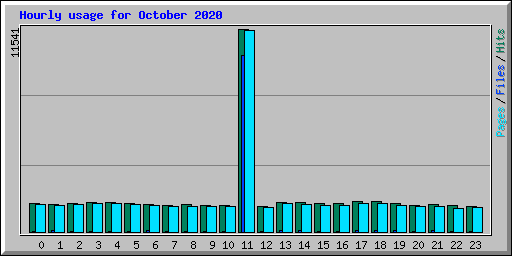 Hourly usage for October 2020
11541
Pages/Files/Hits
0 1 2 3 4 5 6 7 8 9 10 11 12 13 14 15 16 17 18 19 20 21 22 23